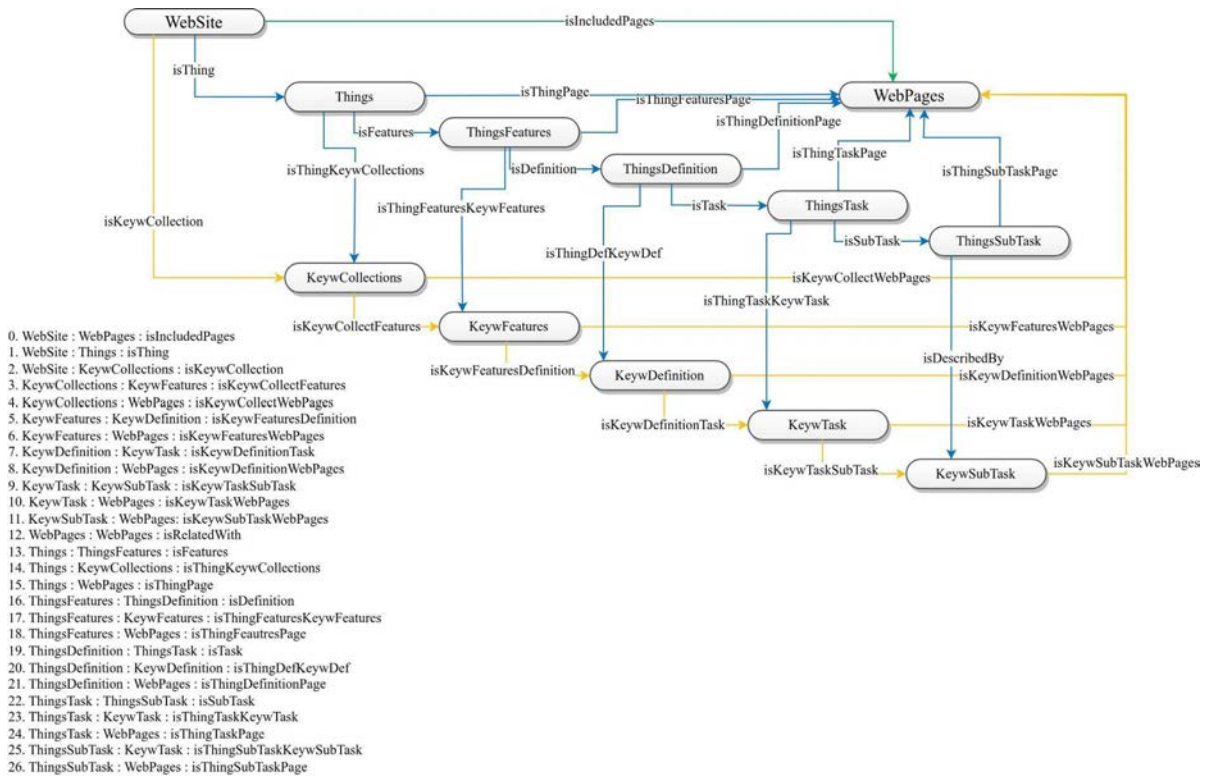 WebSite
isIncludedPages
isThing
Things
isThingPage
WebPages
isThingFeaturesPage
isFeatures
ThingsFeatures
isThingDefinitionPage
isThingKeywCollections
isDefinition
ThingsDefinition
isThingTaskPage
isThingSubTaskPage
isThingFeaturesKeywFeatures
isTask
ThingsTask
isKeywCollection
isSubTask
ThingsSubTask
isThingDefKeywDef
KeywCollections
isKeywCollectWebPages
isThingTaskKeywTask
isKeywCollectFeatures
KeywFeatures
isKeywFeaturesWebPages
isDescribedBy
isKeywFeaturesDefinition
KeywDefinition
isKeywDefinitionWebPages
isKeywDefinitionTask
KeywTask
isKeywTaskWebPages
isKeywTaskSubTask
KeywSubTask
isKeywSubTaskWebPages
0. WebSite : WebPages : isIncludedPages
1. WebSite : Things : isThing
2. WebSite : KeywCollections : isKeywCollection
3. KeywCollections : KeywFeatures : isKeywCollectFeatures
4. KeywCollections : WebPages : isKeywCollectWebPages
5. KeywFeatures : KeywDefinition : isKeywFeaturesDefinition
6. KeywFeatures : WebPages : isKeywFeaturesWebPages
7. KeywDefinition : KeywTask : isKeywDefinitionTask
8. KeywDefinition : WebPages : isKeywDefinitionWebPages
9. KeywTask : KeywSubTask : isKeywTaskSubTask
10. KeywTask : WebPages : isKeywTaskWebPages
11. KeywSubTask : WebPages: isKeywSubTaskWebPages
12. WebPages : WebPages : isRelatedWith
13. Things : ThingsFeatures : isFeatures
14. Things : KeywCollections : isThingKeywCollections
15. Things : WebPages : isThingPage
16. ThingsFeatures : ThingsDefinition : isDefinition
17. ThingsFeatures : KeywFeatures : isThingFeaturesKeywFeatures
18. ThingsFeatures : WebPages : isThingFeautresPage
19. ThingsDefinition : ThingsTask : isTask
20. ThingsDefinition : KeywDefinition : isThingDefKeywDef
21. ThingsDefinition : WebPages : isThingDefinitionPage
22. ThingsTask : ThingsSubTask : isSubTask
23. ThingsTask : KeywTask : isThingTaskKeywTask
24. ThingsTask : WebPages : isThingTaskPage
25. ThingsSubTask : KeywTask : isThingSubTaskKeywSubTask
26. ThingsSubTask : WebPages : isThingSubTaskPage